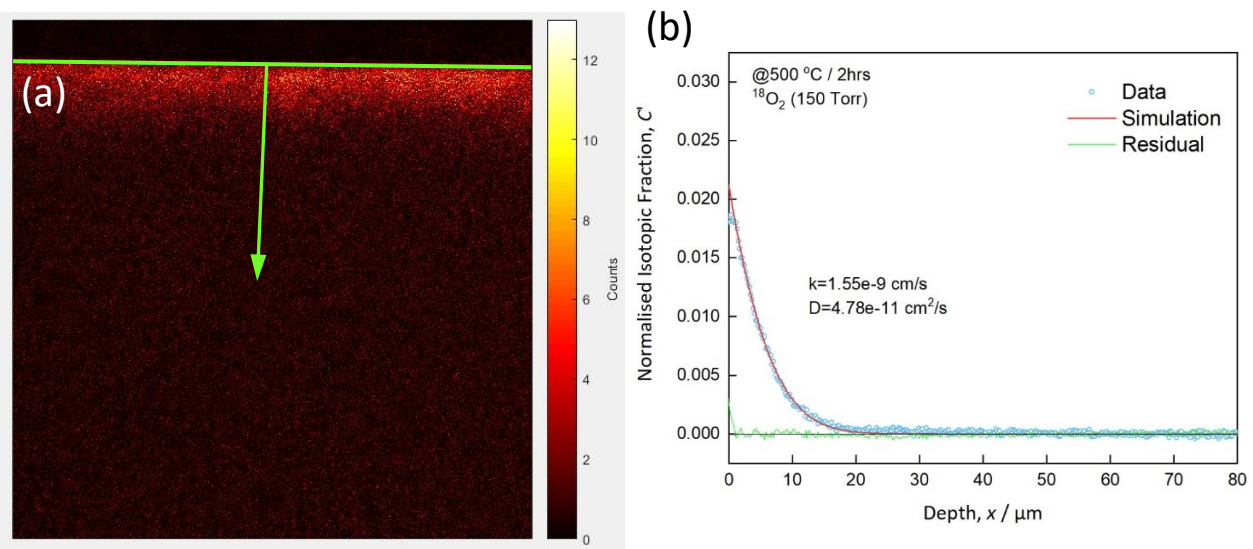 (a)
12
10
8
6
4
2
0
Counts
(b)
@500 °C / 2hrs
¹⁸O₂ (150 Torr)
Data
Simulation
Residual
k=1.55e-9 cm/s
D=4.78e-11 cm²/s
0.030
0.025
0.020
0.015
0.010
0.005
0.000
Normalised Isotopic Fraction, C'
0 10 20 30 40 50 60 70 80
Depth, x / μm